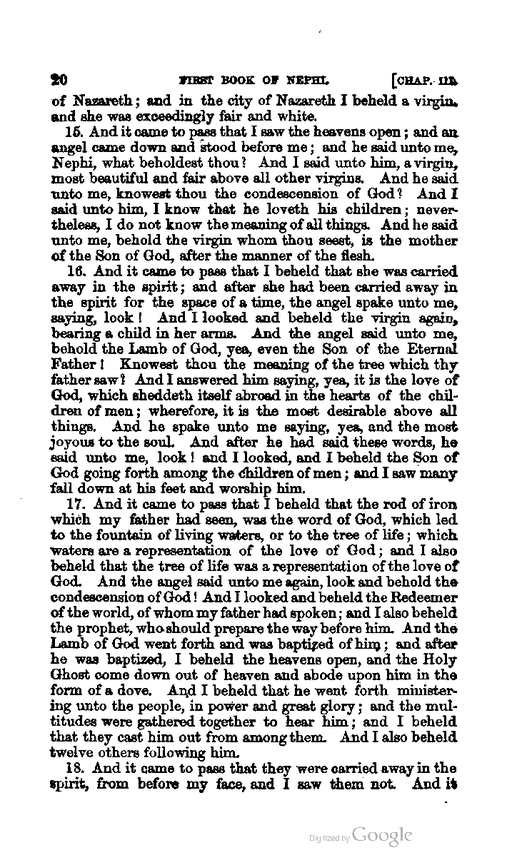 20 FIRST BOOK OF NEPHI. [CHAP. III.
of Nazareth; and in the city of Nazareth I beheld a virgin,
and she was exceedingly fair and white.
15. And it came to pass that I saw the heavens open; and an
angel came down and stood before me; and he said unto me,
Nephi, what beholdest thou? And I said unto him, a virgin,
most beautiful and fair above all other virgins. And he said
unto me, knowest thou the condescension of God? And I
said unto him, I know that he loveth his children; never-
theless, I do not know the meaning of all things. And he said
unto me, behold the virgin whom thou seest, is the mother
of the Son of God, after the manner of the flesh.
16. And it came to pass that I beheld that she was carried
away in the spirit; and after she had been carried away in
the spirit for the space of a time, the angel spake unto me,
saying, look! And I looked and beheld the virgin again,
bearing a child in her arms. And the angel said unto me,
behold the Lamb of God, yea, even the Son of the Eternal
Father! Knowest thou the meaning of the tree which thy
father saw? And I answered him saying, yea, it is the love of
God, which sheddeth itself abroad in the hearts of the chil-
dren of men; wherefore, it is the most desirable above all
things. And he spake unto me saying, yea, and the most
joyous to the soul. And after he had said these words, he
said unto me, look! and I looked, and I beheld the Son of
God going forth among the children of men; and I saw many
fall down at his feet and worship him.
17. And it came to pass that I beheld that the rod of iron
which my father had seen, was the word of God, which led
to the fountain of living waters, or to the tree of life; which
waters are a representation of the love of God; and I also
beheld that the tree of life was a representation of the love of
God. And the angel said unto me again, look and behold the
condescension of God! And I looked and beheld the Redeemer
of the world, of whom my father had spoken; and I also beheld
the prophet, who should prepare the way before him. And the
Lamb of God went forth and was baptized of him; and after
he was baptized, I beheld the heavens open, and the Holy
Ghost come down out of heaven and abode upon him in the
form of a dove. And I beheld that he went forth minister-
ing unto the people, in power and great glory; and the mul-
titudes were gathered together to hear him; and I beheld
that they cast him out from among them. And I also beheld
twelve others following him.
18. And it came to pass that they were carried away in the
spirit, from before my face, and I saw them not. And it
Digitized by Google